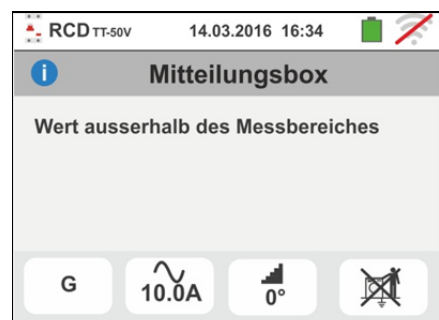 RCD TT-50V 14.03.2016 16:34
i Mitteilungsbox
Wert ausserhalb des Messbereiches
G 10.0A 0°